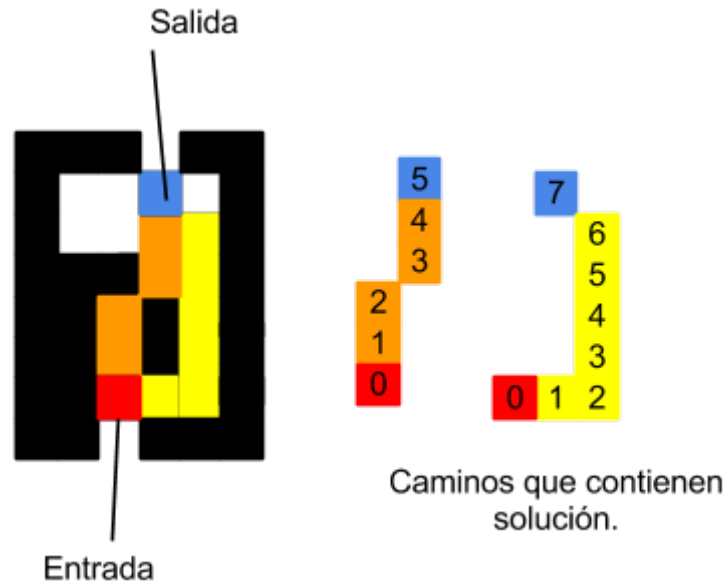 Salida
5
4
3
2
1
0
7
6
5
4
3
0 1 2
Caminos que contienen
solución.
Entrada